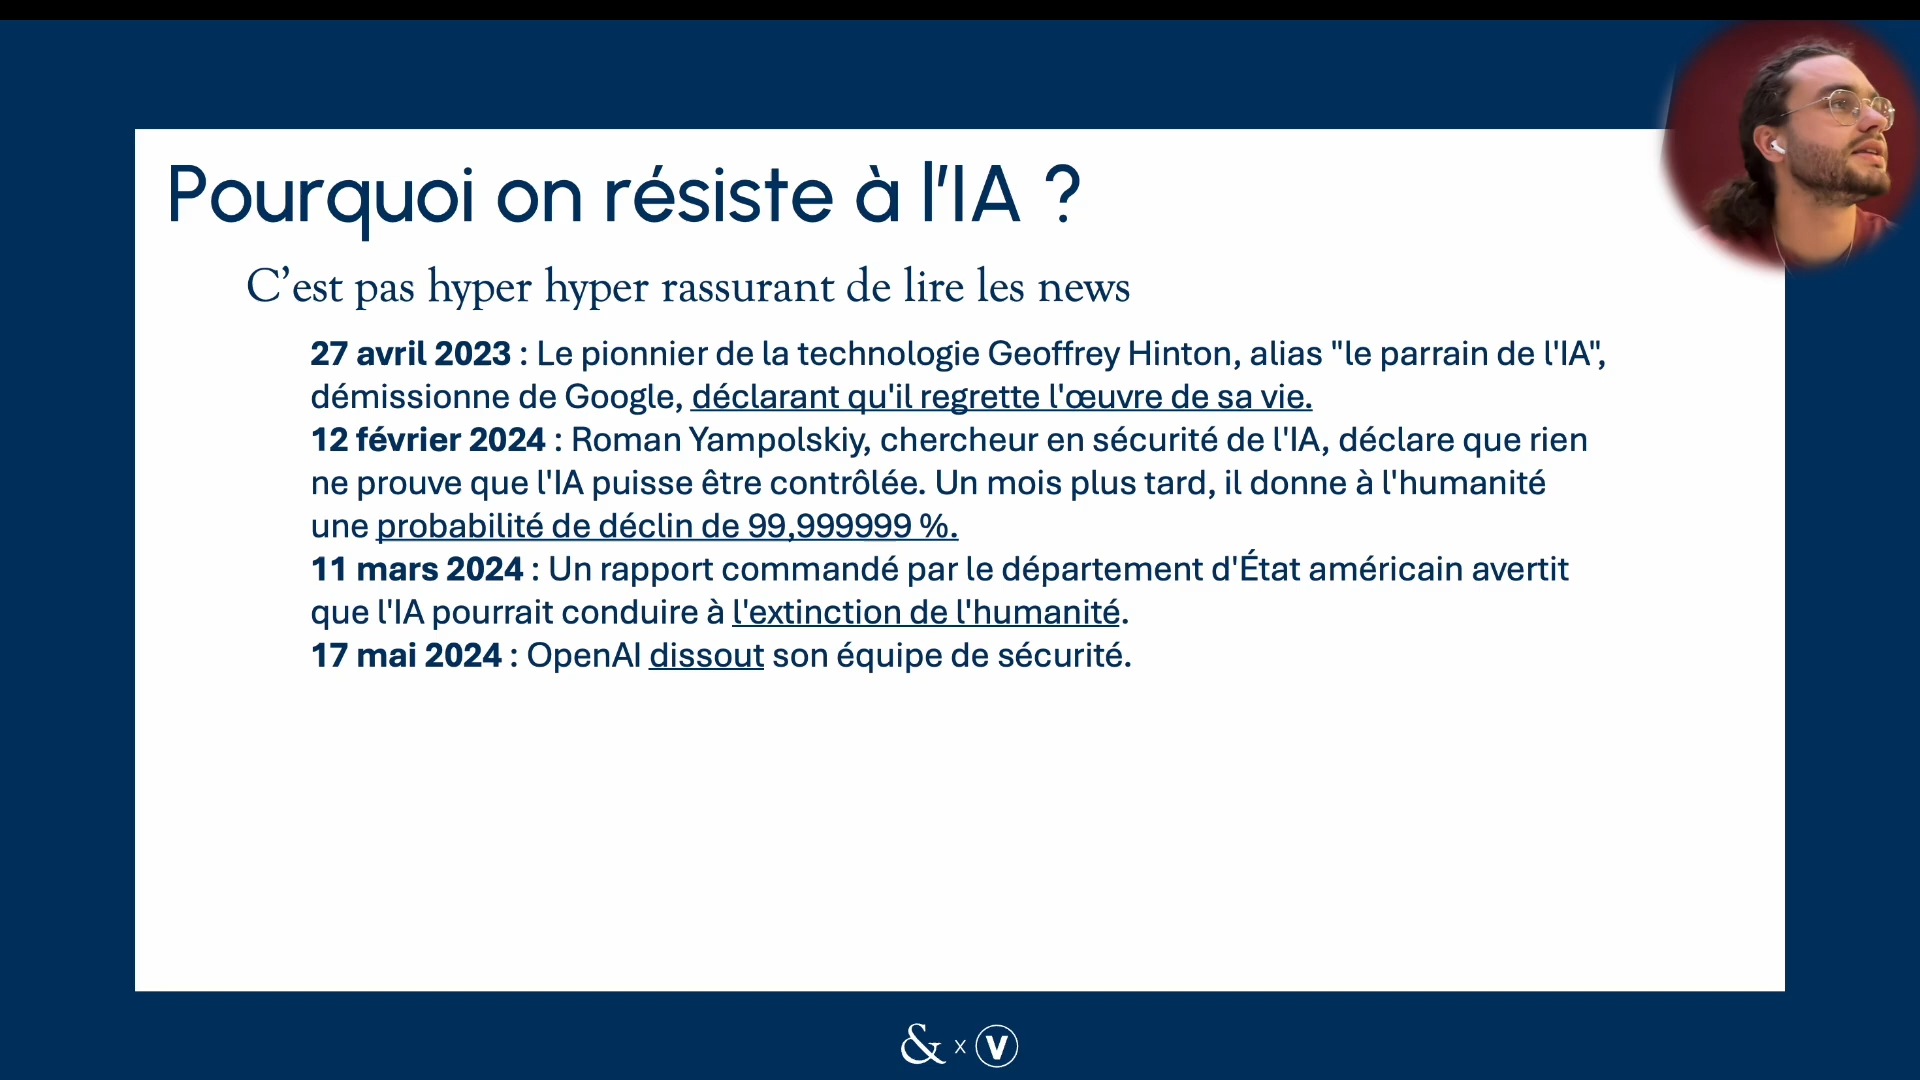 Pourquoi on résiste à l'IA ?
C'est pas hyper hyper rassurant de lire les news
27 avril 2023 : Le pionnier de la technologie Geoffrey Hinton, alias "le parrain de l'IA",
démissionne de Google, déclarant qu'il regrette l'œuvre de sa vie.
12 février 2024 : Roman Yampolskiy, chercheur en sécurité de l'IA, déclare que rien
ne prouve que l'IA puisse être contrôlée. Un mois plus tard, il donne à l'humanité
une probabilité de déclin de 99,999999 %.
11 mars 2024 : Un rapport commandé par le département d'État américain avertit
que l'IA pourrait conduire à l'extinction de l'humanité.
17 mai 2024 : OpenAI dissout son équipe de sécurité.
& x V